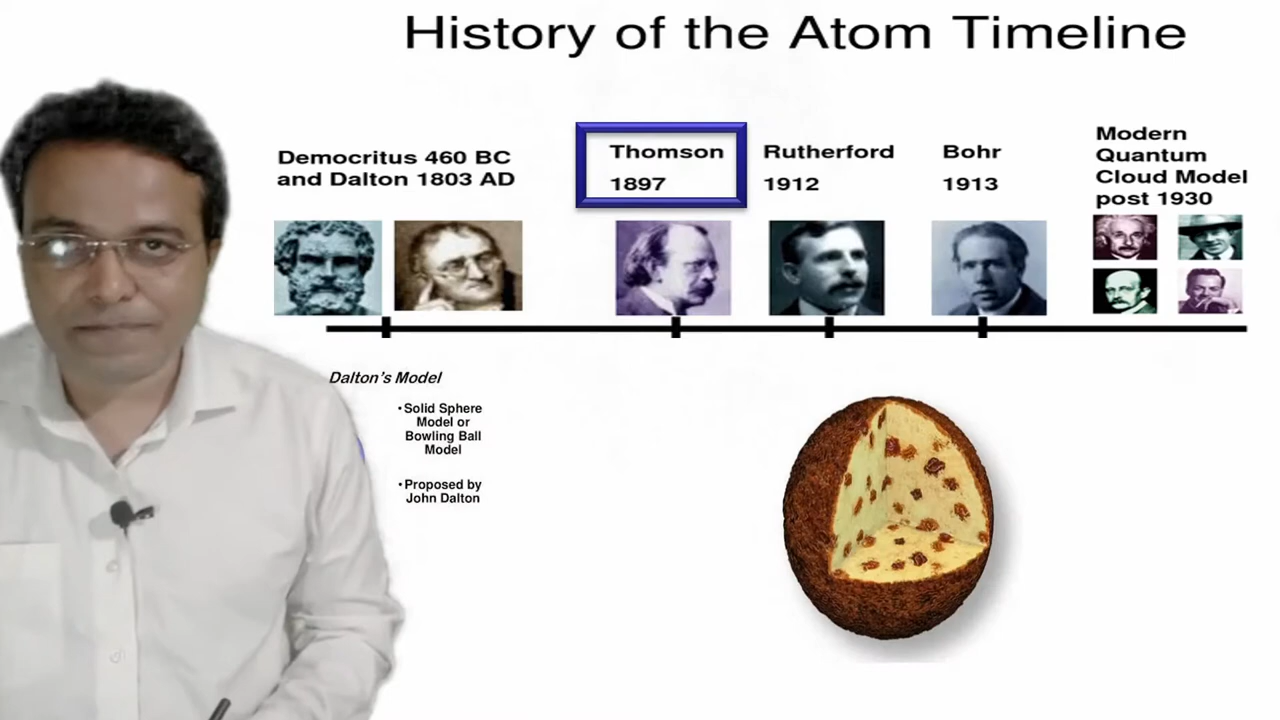 History of the Atom Timeline
Democritus 460 BC
and Dalton 1803 AD
Thomson
1897
Rutherford
1912
Bohr
1913
Modern
Quantum
Cloud Model
post 1930
Dalton's Model
•Solid Sphere
Model or
Bowling Ball
Model
•Proposed by
John Dalton